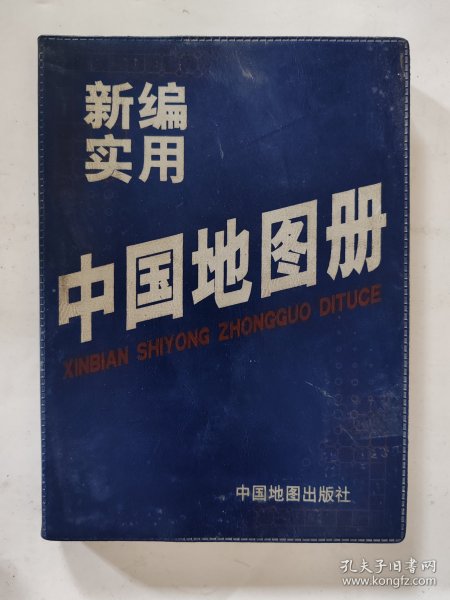 新编
实用
中国地图册
XINBIAN SHIYONG ZHONGGUO DITUCE
中国地图出版社
孔夫子旧书网
www.kongfz.com